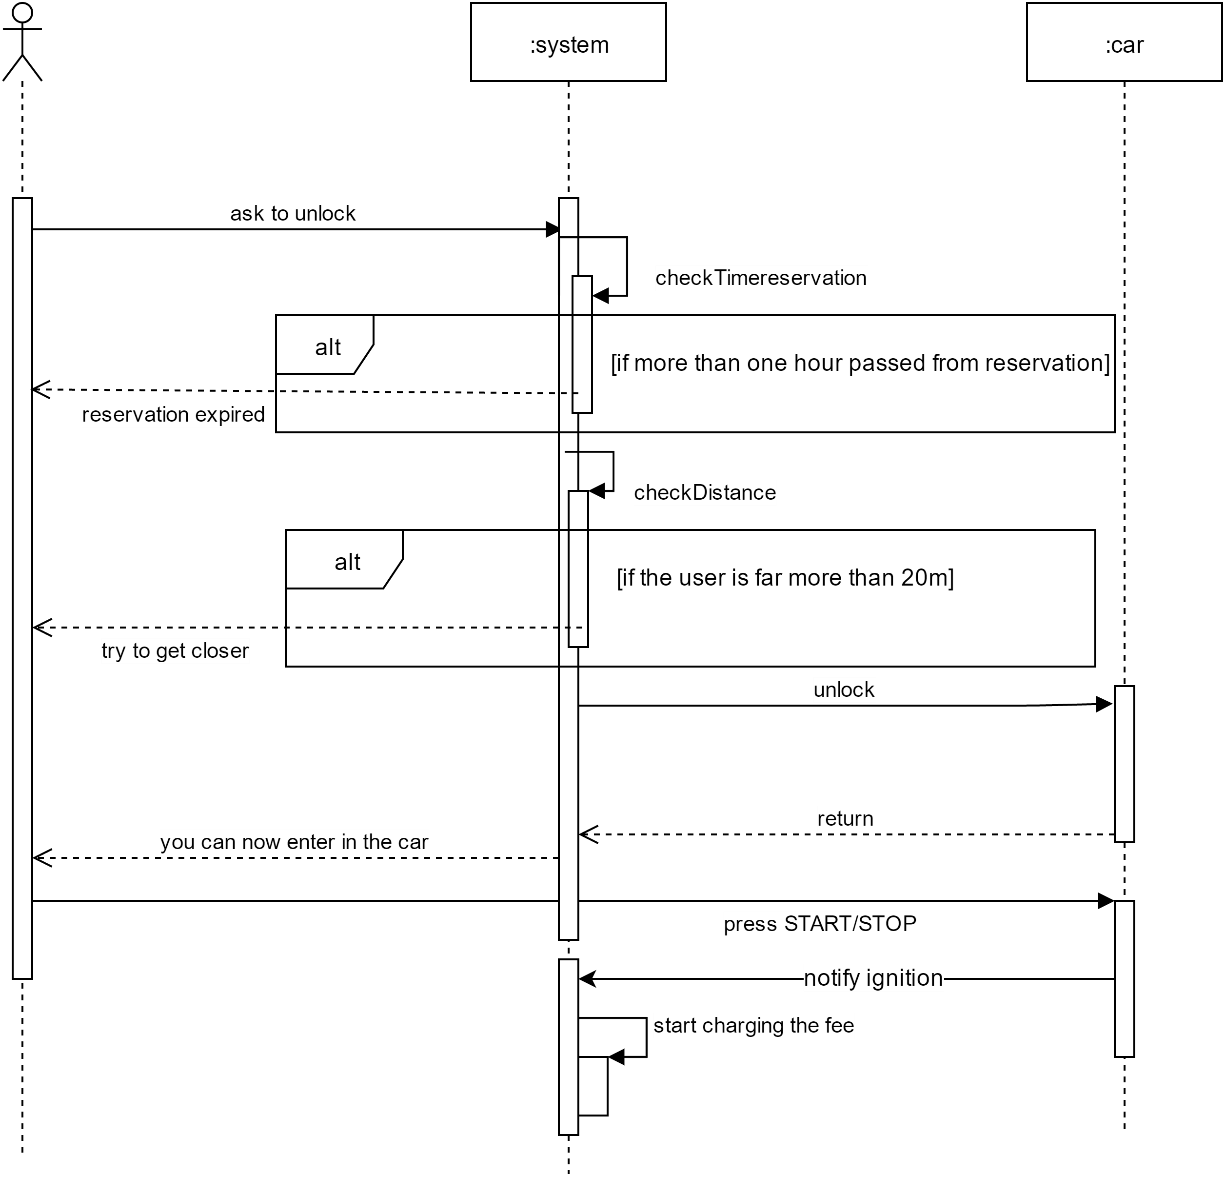 :system
:car
ask to unlock
checkTimereservation
alt
[if more than one hour passed from reservation]
reservation expired
checkDistance
alt
[if the user is far more than 20m]
try to get closer
unlock
return
you can now enter in the car
press START/STOP
notify ignition
start charging the fee